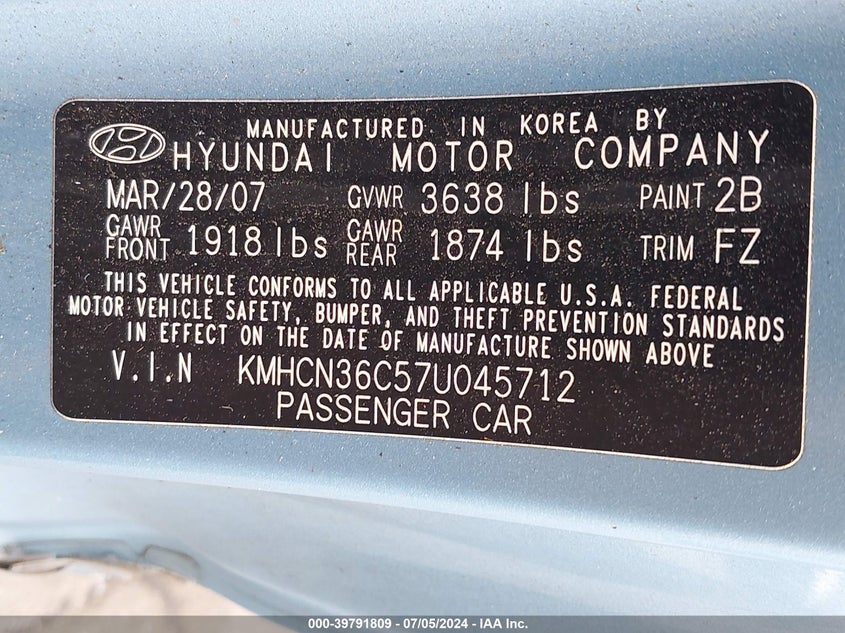 MANUFACTURED IN KOREA BY
HYUNDAI MOTOR COMPANY
MAR/28/07 GVWR 3638 lbs PAINT 2B
GAWR FRONT 1918 lbs GAWR REAR 1874 lbs TRIM FZ
THIS VEHICLE CONFORMS TO ALL APPLICABLE U.S.A. FEDERAL
MOTOR VEHICLE SAFETY, BUMPER, AND THEFT PREVENTION STANDARDS
IN EFFECT ON THE DATE OF MANUFACTURE SHOWN ABOVE
V.I.N KMHCN36C57U045712
PASSENGER CAR
000-39791809 / 07/05/2024 - IAA Inc.